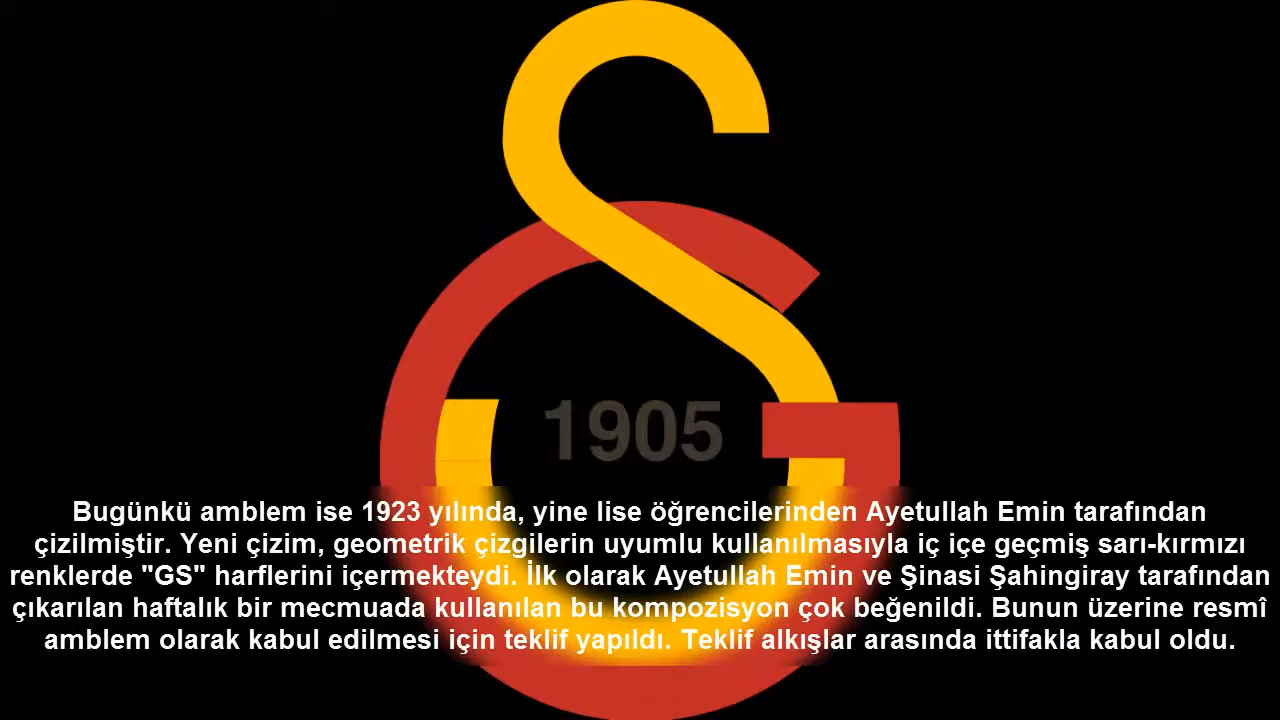 1905
Bugünkü amblem ise 1923 yılında, yine lise öğrencilerinden Ayetullah Emin tarafından
çizilmiştir. Yeni çizim, geometrik çizgilerin uyumlu kullanılmasıyla iç içe geçmiş sarı-kırmızı
renklerde "GS" harflerini içermekteydi. İlk olarak Ayetullah Emin ve Şinasi Şahingiray tarafından
çıkarılan haftalık bir mecmuada kullanılan bu kompozisyon çok beğenildi. Bunun üzerine resmî
amblem olarak kabul edilmesi için teklif yapıldı. Teklif alkışlar arasında ittifakla kabul oldu.